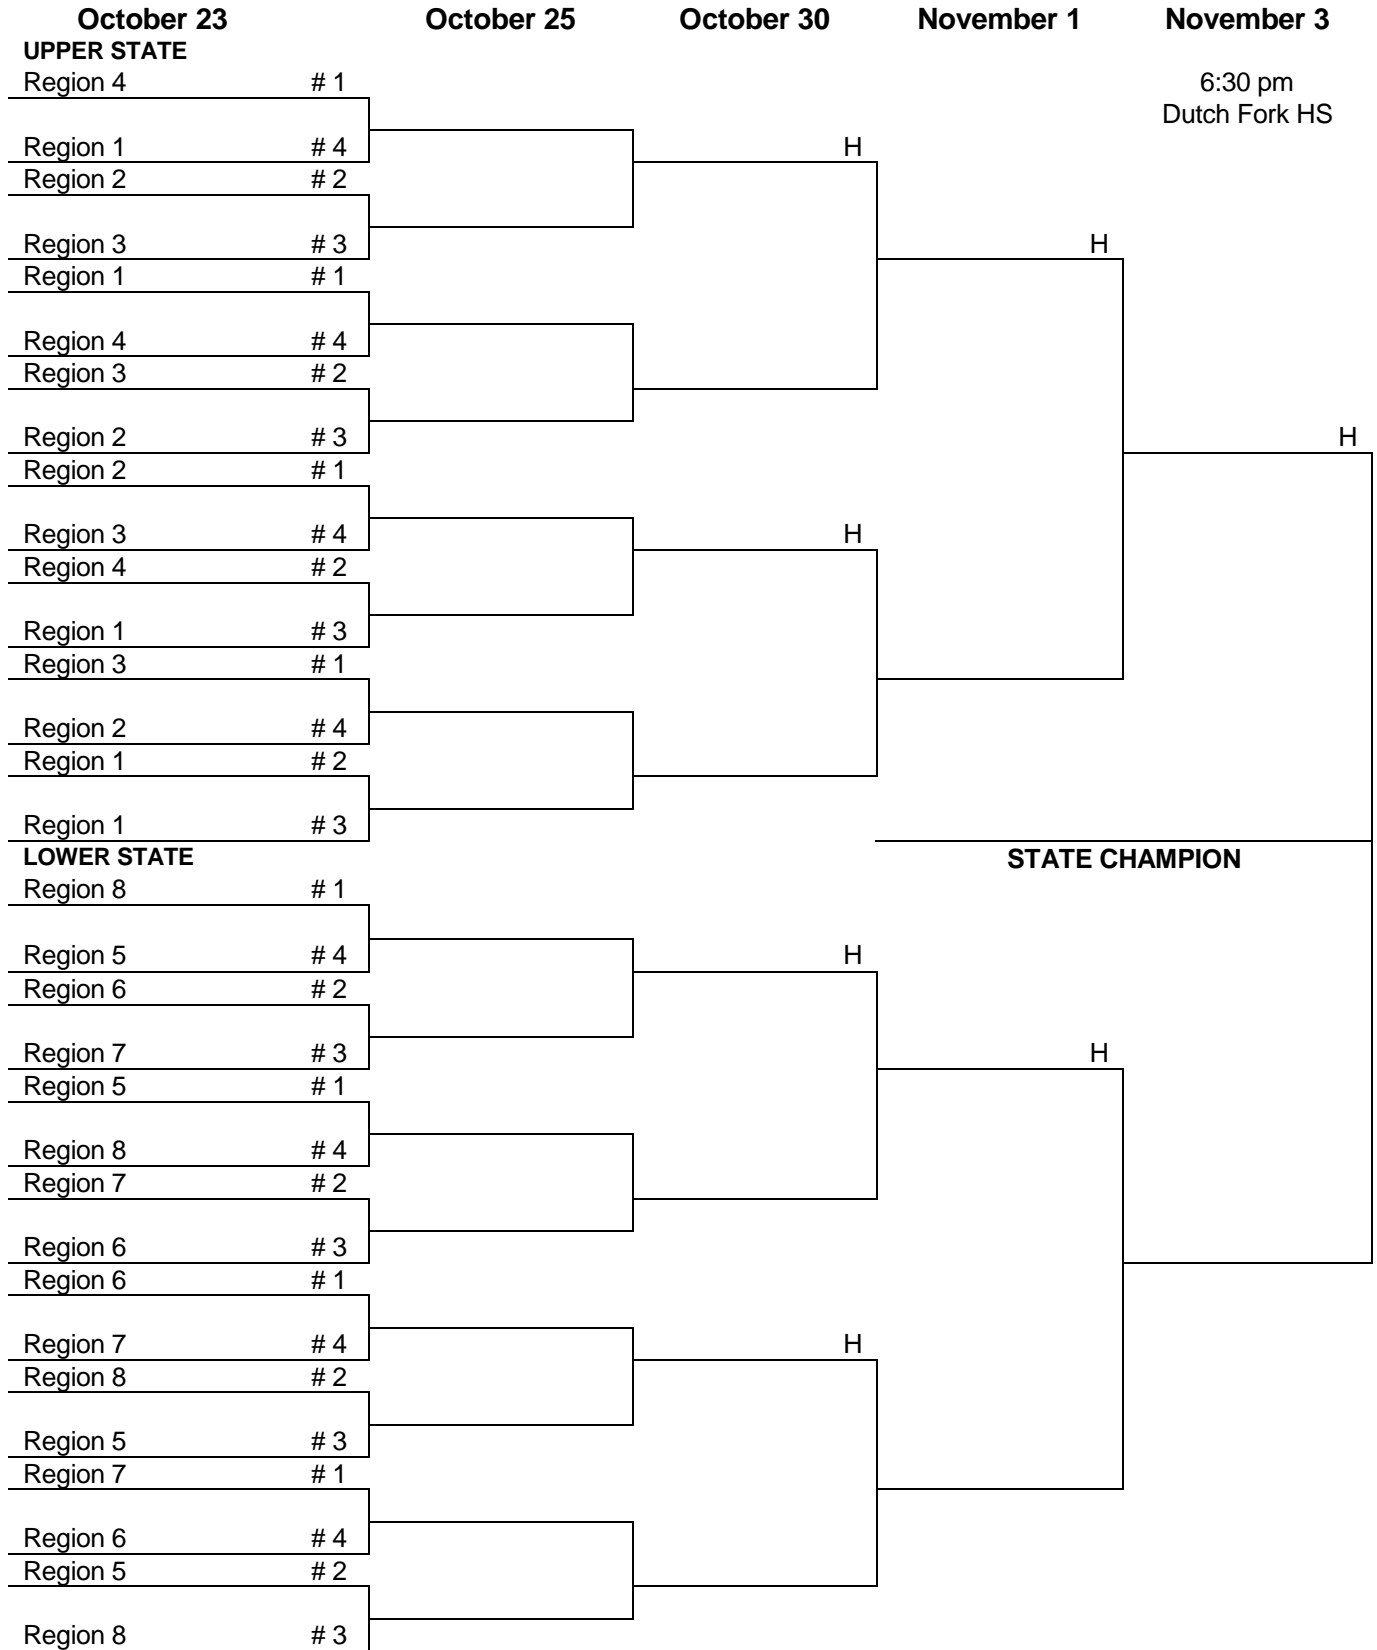 October 23 October 25 October 30 November 1 November 3
UPPER STATE
Region 4 # 1 6:30 pm
Dutch Fork HS
Region 1 # 4 H
Region 2 # 2
Region 3 # 3 H
Region 1 # 1
Region 4 # 4
Region 3 # 2
Region 2 # 3 H
Region 2 # 1
Region 3 # 4 H
Region 4 # 2
Region 1 # 3
Region 3 # 1
Region 2 # 4
Region 1 # 2
Region 1 # 3
LOWER STATE STATE CHAMPION
Region 8 # 1
Region 5 # 4 H
Region 6 # 2
Region 7 # 3 H
Region 5 # 1
Region 8 # 4
Region 7 # 2
Region 6 # 3
Region 6 # 1
Region 7 # 4 H
Region 8 # 2
Region 5 # 3
Region 7 # 1
Region 6 # 4
Region 5 # 2
Region 8 # 3